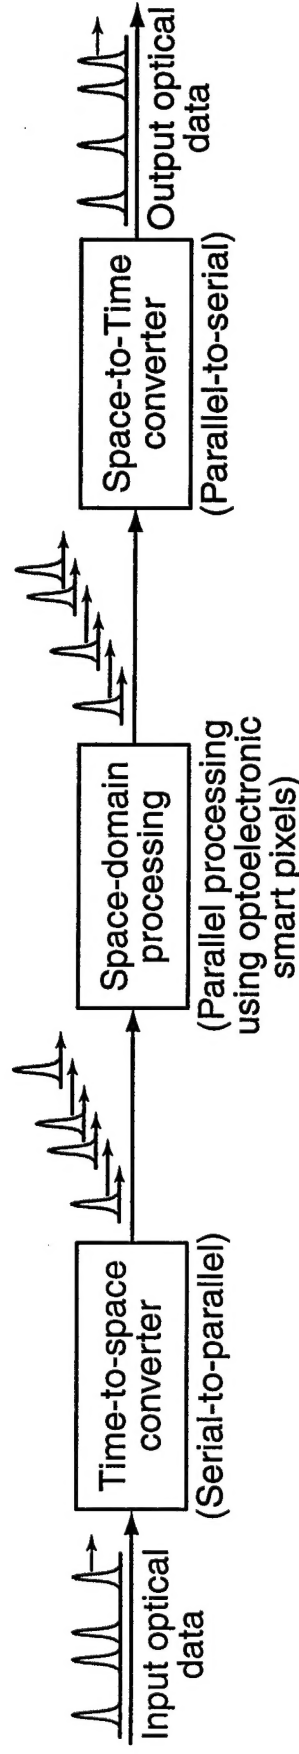 Input optical
data
Time-to-space
converter
(Serial-to-parallel)
Space-domain
processing
(Parallel processing
using optoelectronic
smart pixels)
Space-to-Time
converter
(Parallel-to-serial)
Output optical
data